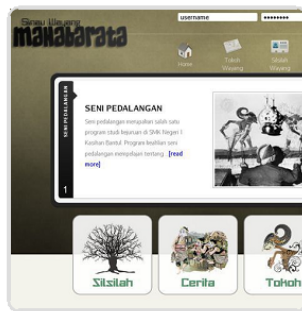 Sinau Wayang
mahabarata
username
••••••••
Home
Tokoh
Wayang
Silsilah
Wayang
SENI PEDALANGAN
1
SENI PEDALANGAN
Seni pedalangan merupakan salah satu
program studi kejuruan di SMK Negeri I
Kasihan Bantul. Program keahlian seni
pedalangan mempelajari tentang ...[read
more]
Silsilah
Cerita
Tokoh